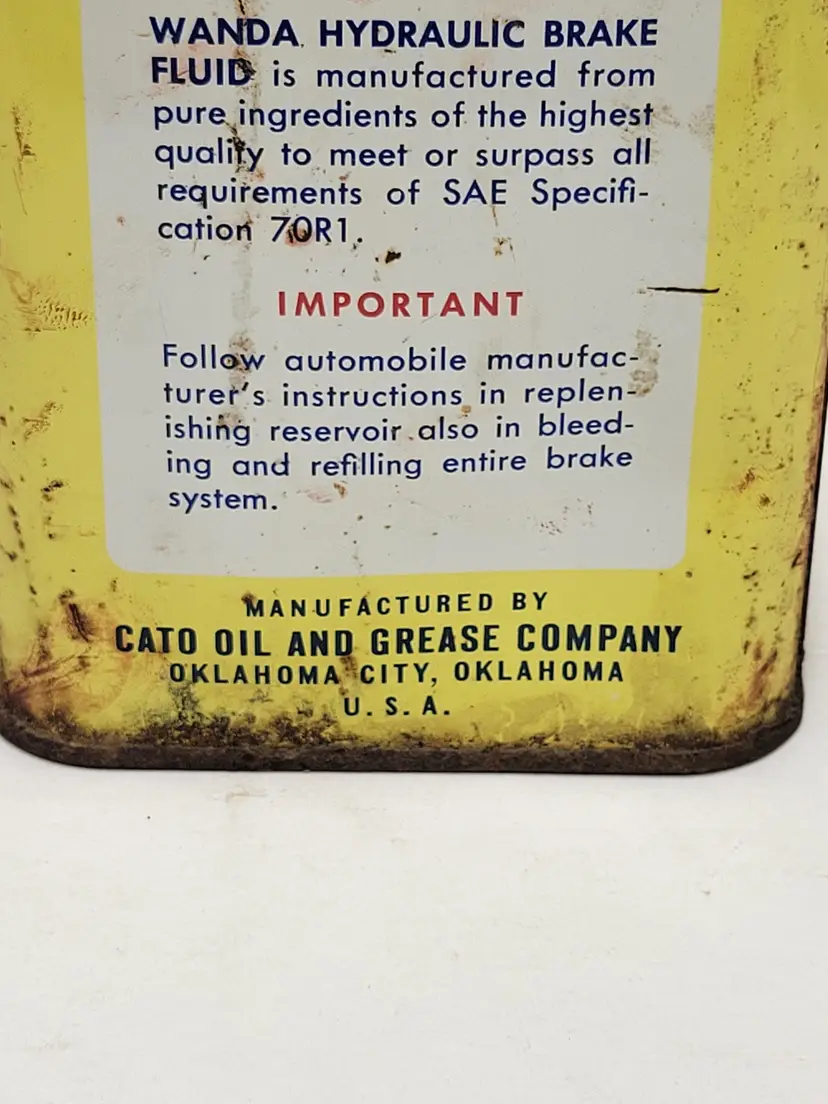 WANDA HYDRAULIC BRAKE
FLUID is manufactured from
pure ingredients of the highest
quality to meet or surpass all
requirements of SAE Specifi-
cation 70R1.
IMPORTANT
Follow automobile manufac-
turer's instructions in replen-
ishing reservoir also in bleed-
ing and refilling entire brake
system.
MANUFACTURED BY
CATO OIL AND GREASE COMPANY
OKLAHOMA CITY, OKLAHOMA
U. S. A.